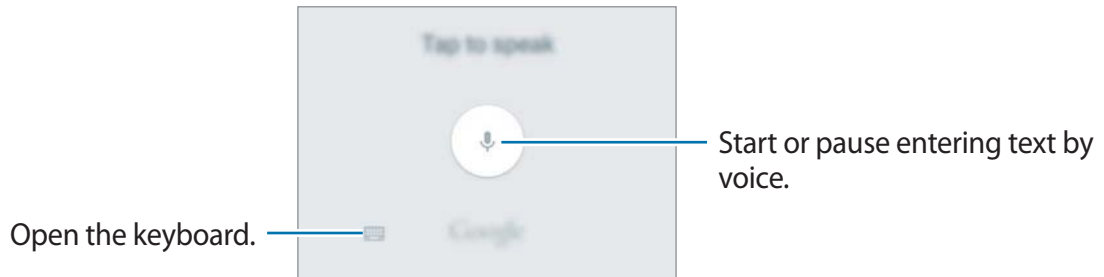 Tap to speak
Start or pause entering text by
voice.
Open the keyboard.
Google